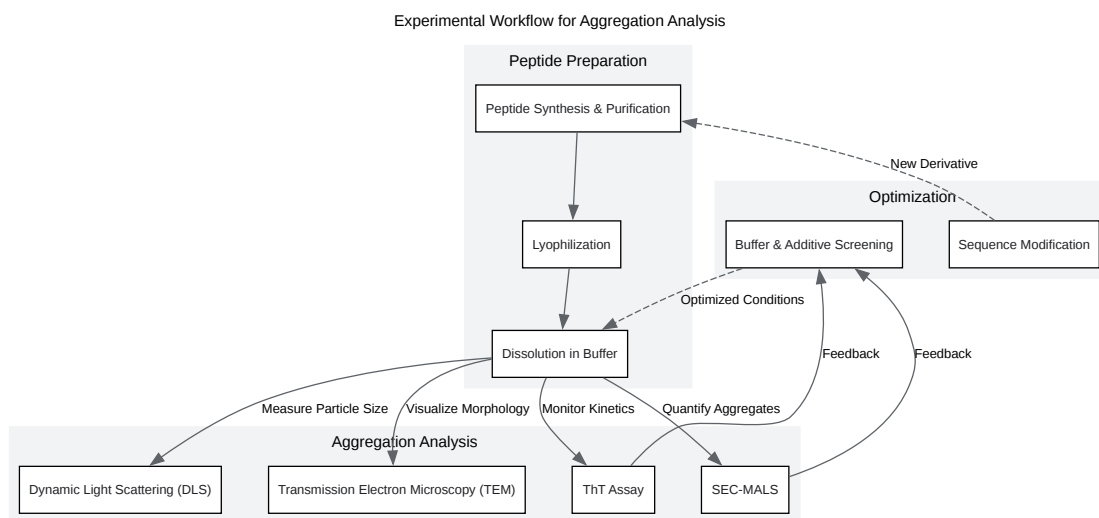 Experimental Workflow for Aggregation Analysis
Peptide Preparation
Peptide Synthesis & Purification
New Derivative
Optimization
Lyophilization
Buffer & Additive Screening
Sequence Modification
Optimized Conditions
Dissolution in Buffer
Feedback
Feedback
Measure Particle Size
Visualize Morphology
Monitor Kinetics
Quantify Aggregates
Aggregation Analysis
Dynamic Light Scattering (DLS)
Transmission Electron Microscopy (TEM)
ThT Assay
SEC-MALS